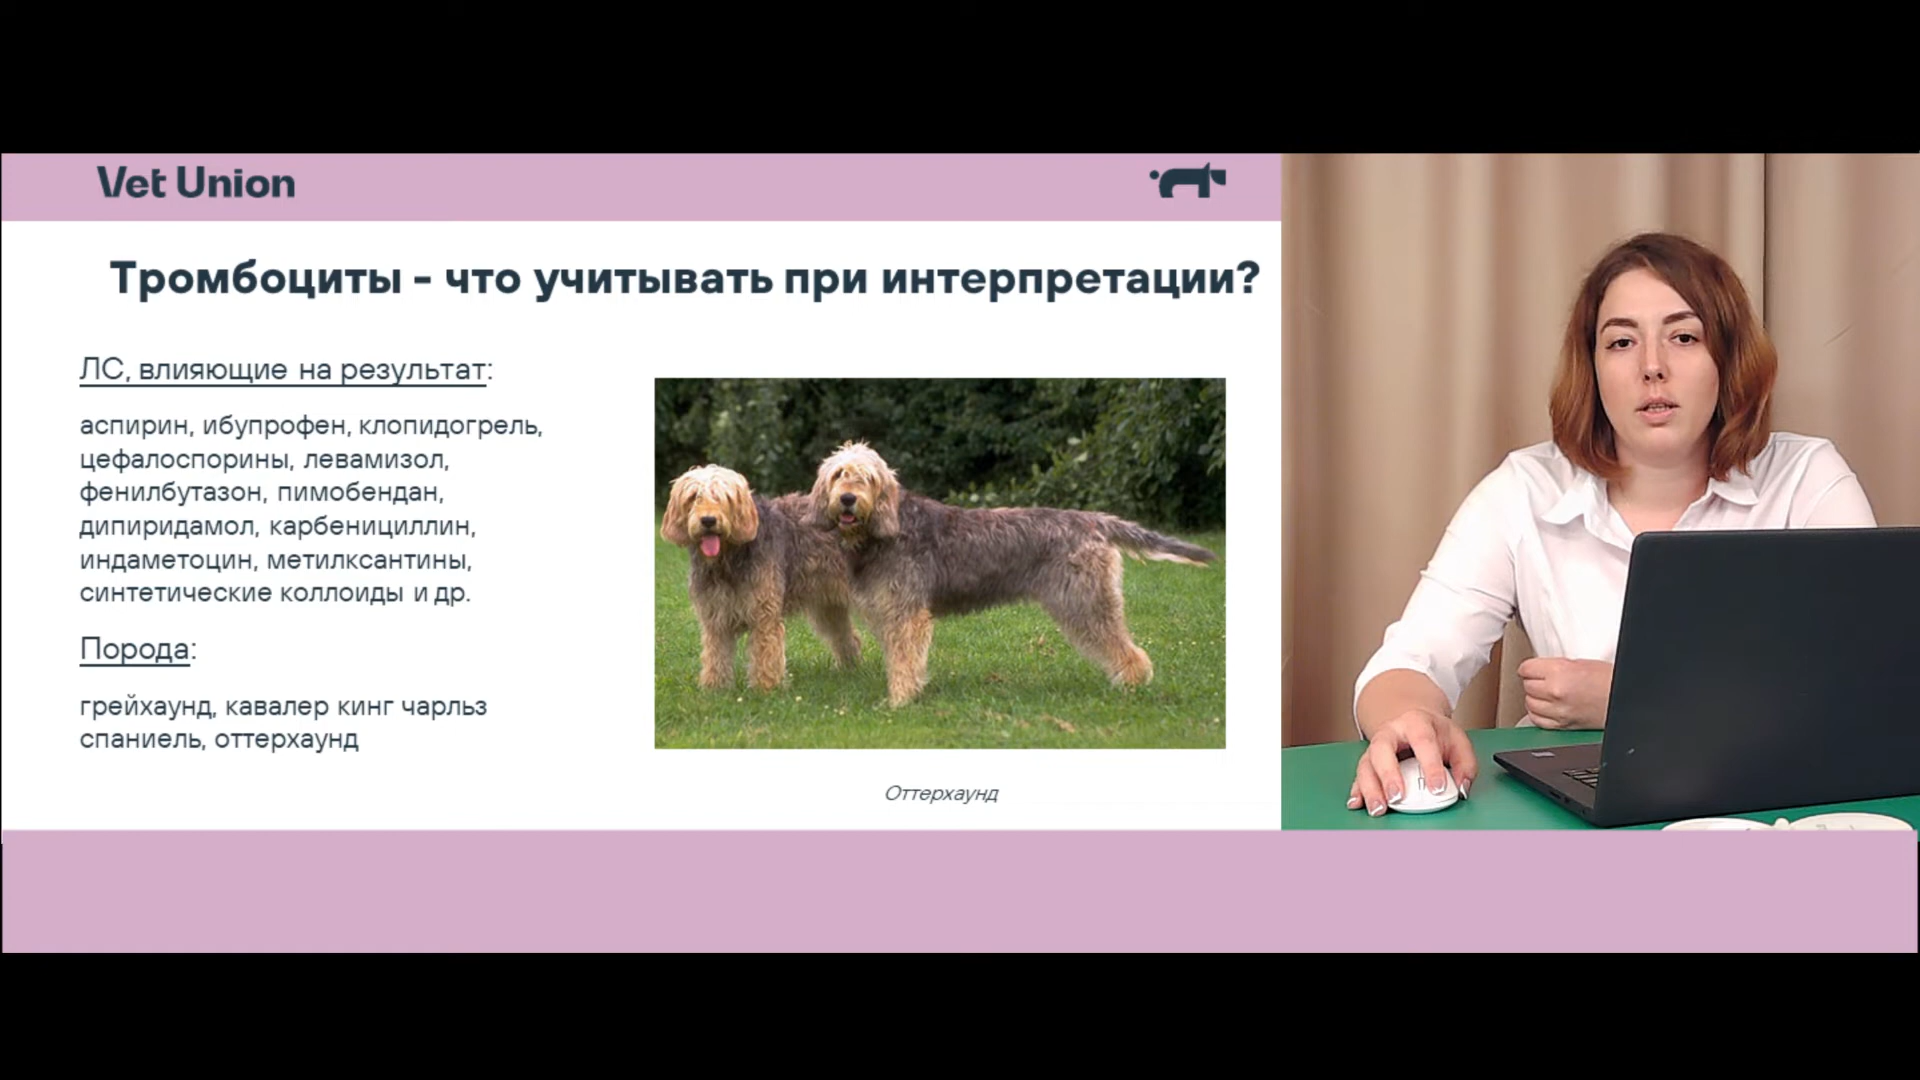 Vet Union
Тромбоциты - что учитывать при интерпретации?
ЛС, влияющие на результат:
аспирин, ибупрофен, клопидогрель,
цефалоспорины, левамизол,
фенилбутазон, пимобендан,
дипиридамол, карбенициллин,
индаметоцин, метилксантины,
синтетические коллоиды и др.
Порода:
грейхаунд, кавалер кинг чарльз
спаниель, оттерхаунд
Оттерхаунд